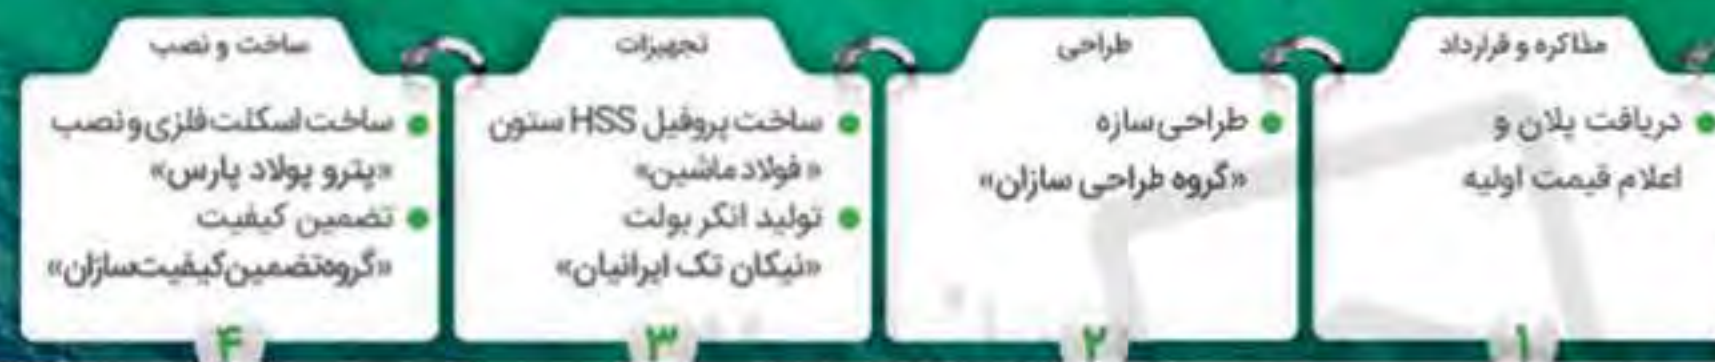 مذاکره و قرارداد
دریافت پلان و
اعلام قیمت اولیه
۱
طراحی
طراحی سازه
«گروه طراحی سازان»
۲
تجهیزات
ساخت پروفیل HSS ستون
«فولاد ماشین»
تولید انکر بولت
«نیکان تک ایرانیان»
۳
ساخت و نصب
ساخت اسکلت فلزی و نصب
«پترو پولاد پارس»
تضمین کیفیت
«گروه تضمین کیفیت سازان»
۴